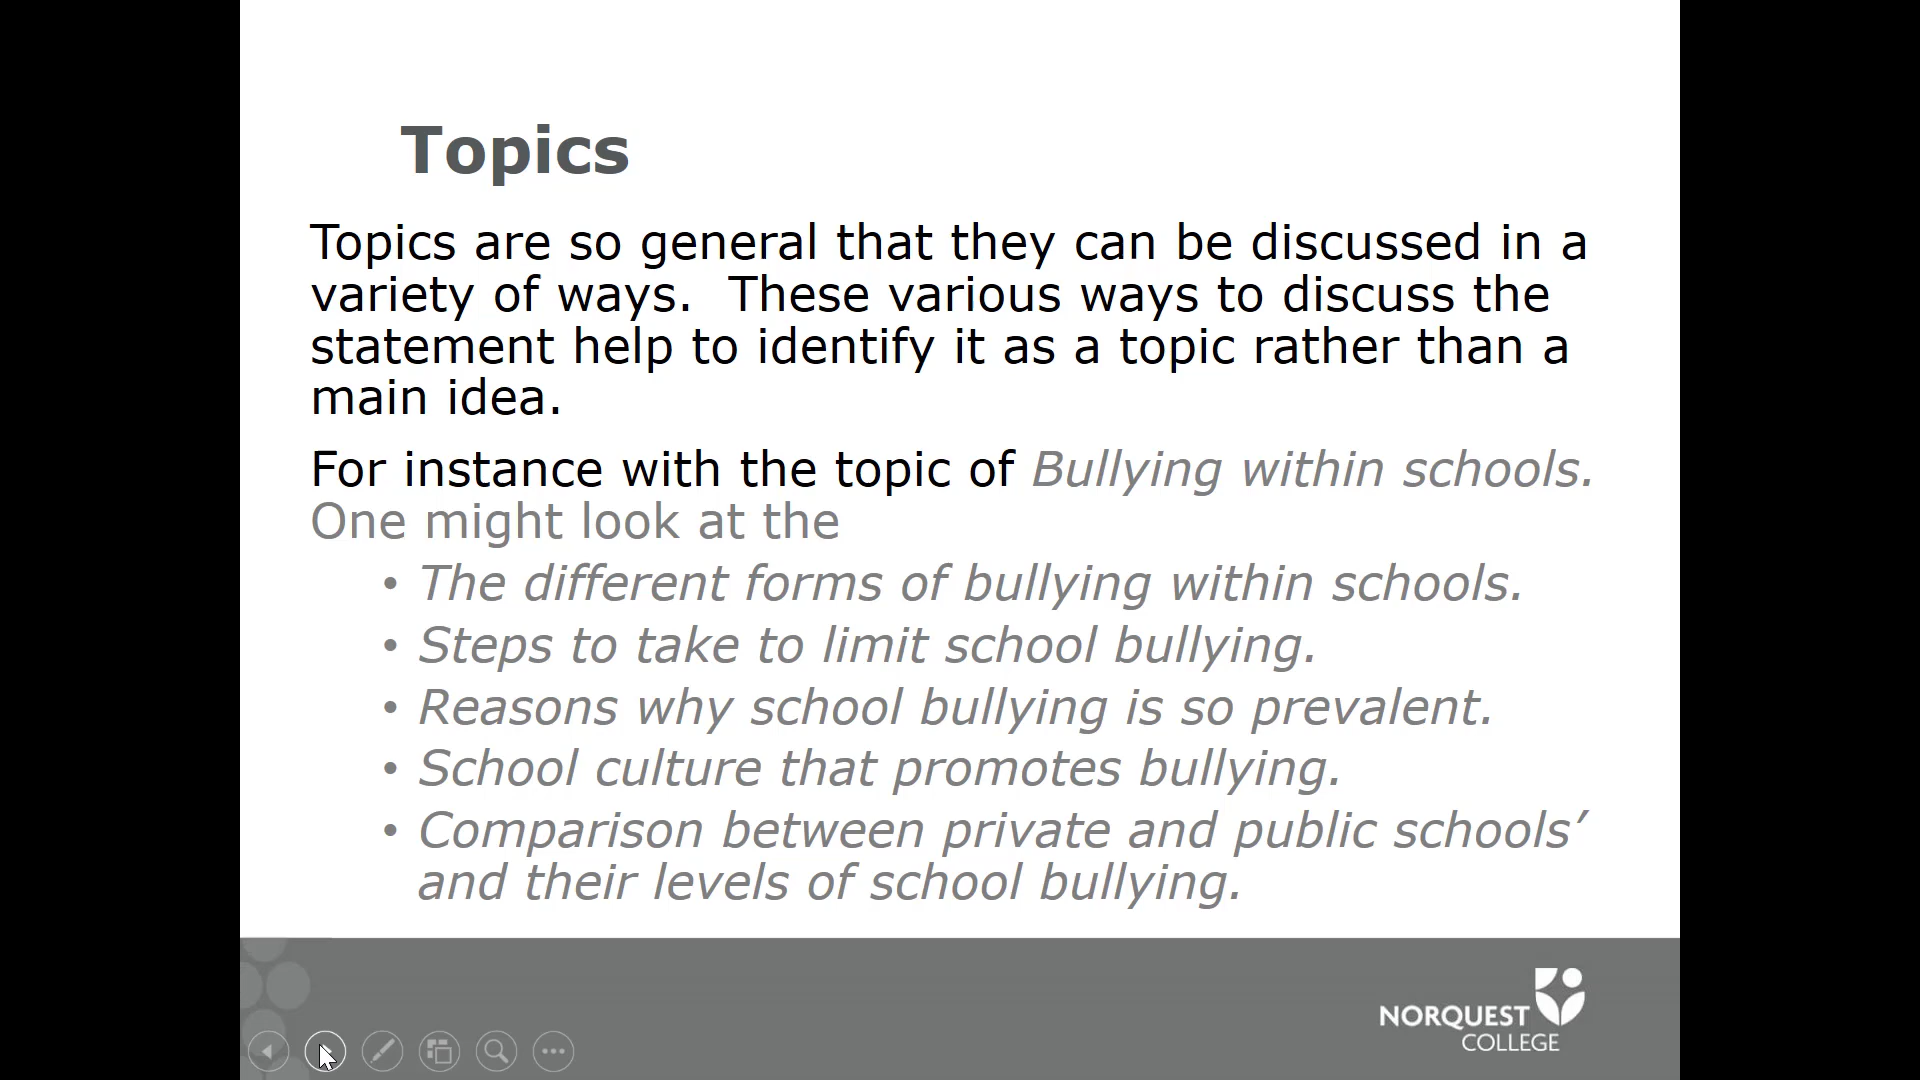 Topics
Topics are so general that they can be discussed in a
variety of ways.  These various ways to discuss the
statement help to identify it as a topic rather than a
main idea.
For instance with the topic of Bullying within schools.
One might look at the
• The different forms of bullying within schools.
• Steps to take to limit school bullying.
• Reasons why school bullying is so prevalent.
• School culture that promotes bullying.
• Comparison between private and public schools’
and their levels of school bullying.
NORQUEST
COLLEGE